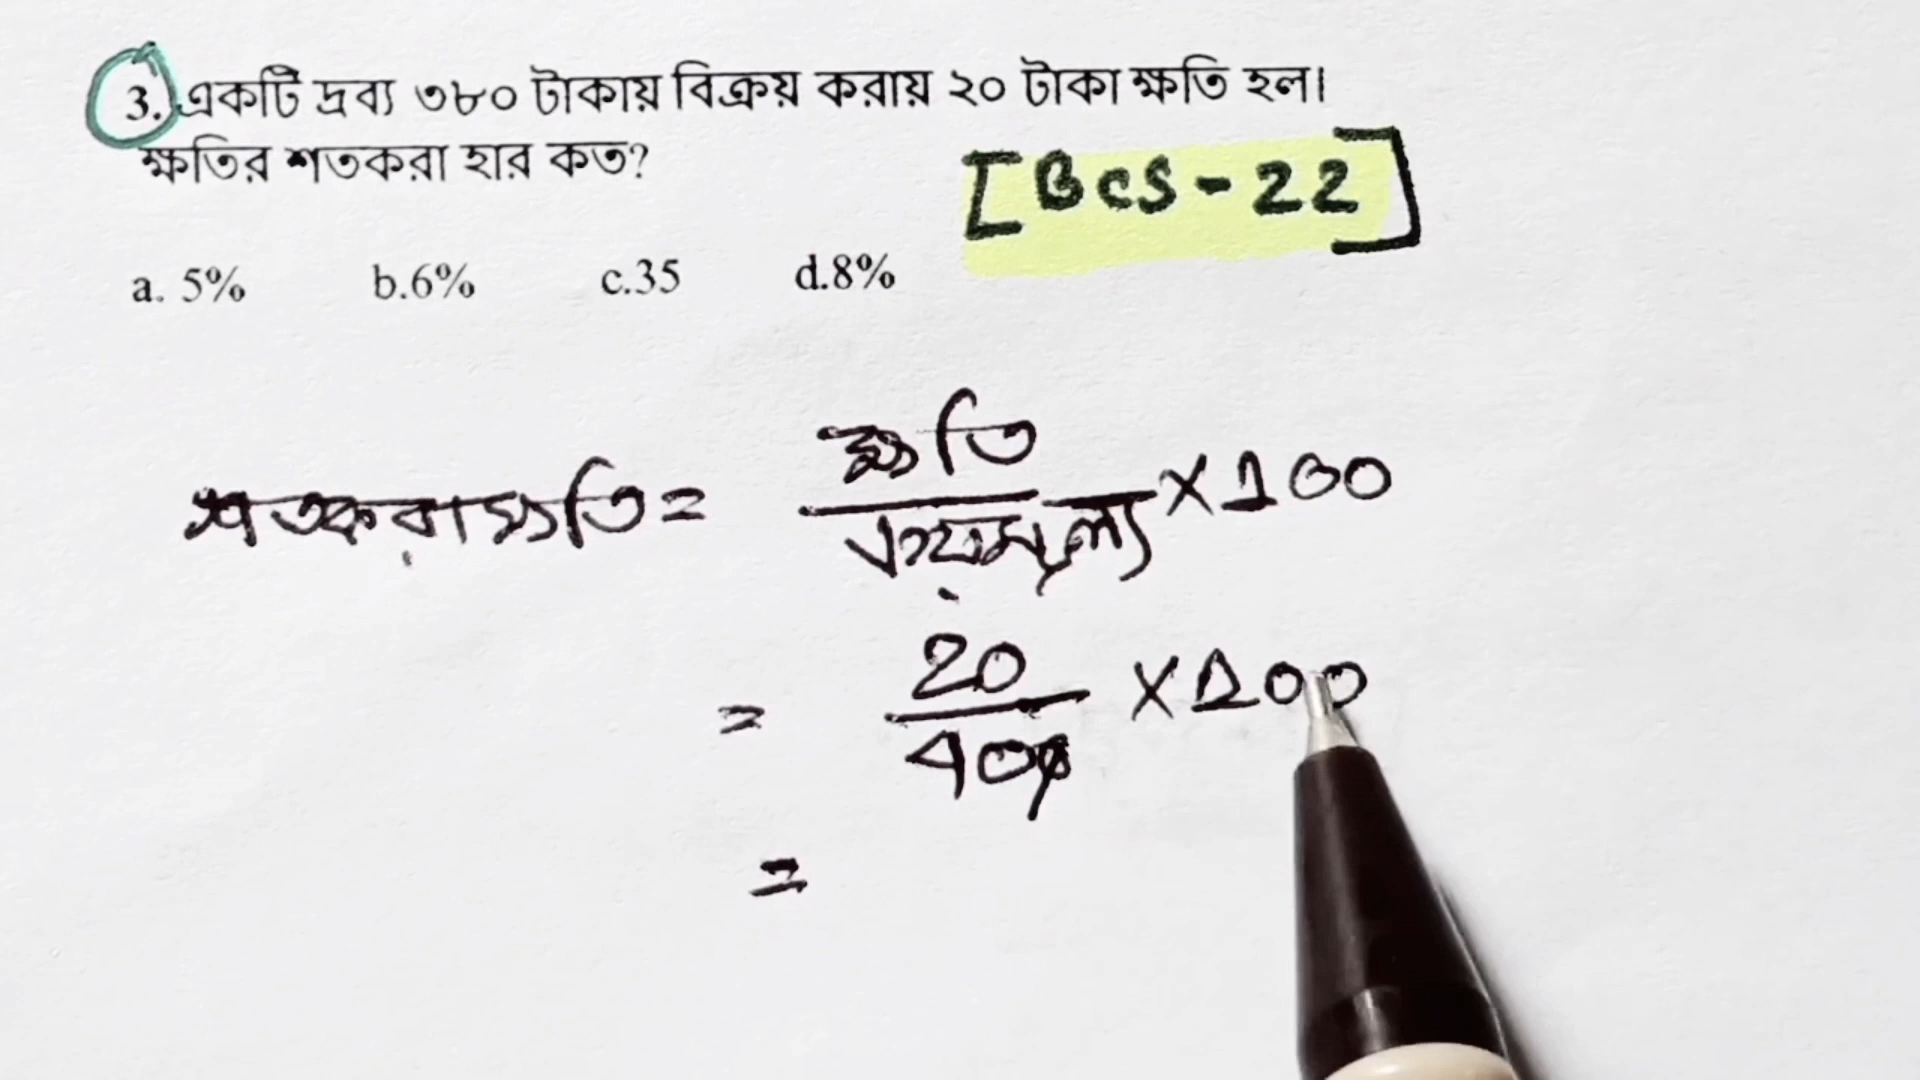 3. একটি দ্রব্য ৩৮০ টাকায় বিক্রয় করায় ২০ টাকা ক্ষতি হল।
ক্ষতির শতকরা হার কত?
[BCS-22]
a. 5% b.6% c.35 d.8%
শতকরা ক্ষতি = ক্ষতি / ক্রয়মূল্য × 100
= 20 / 400 × 100
=